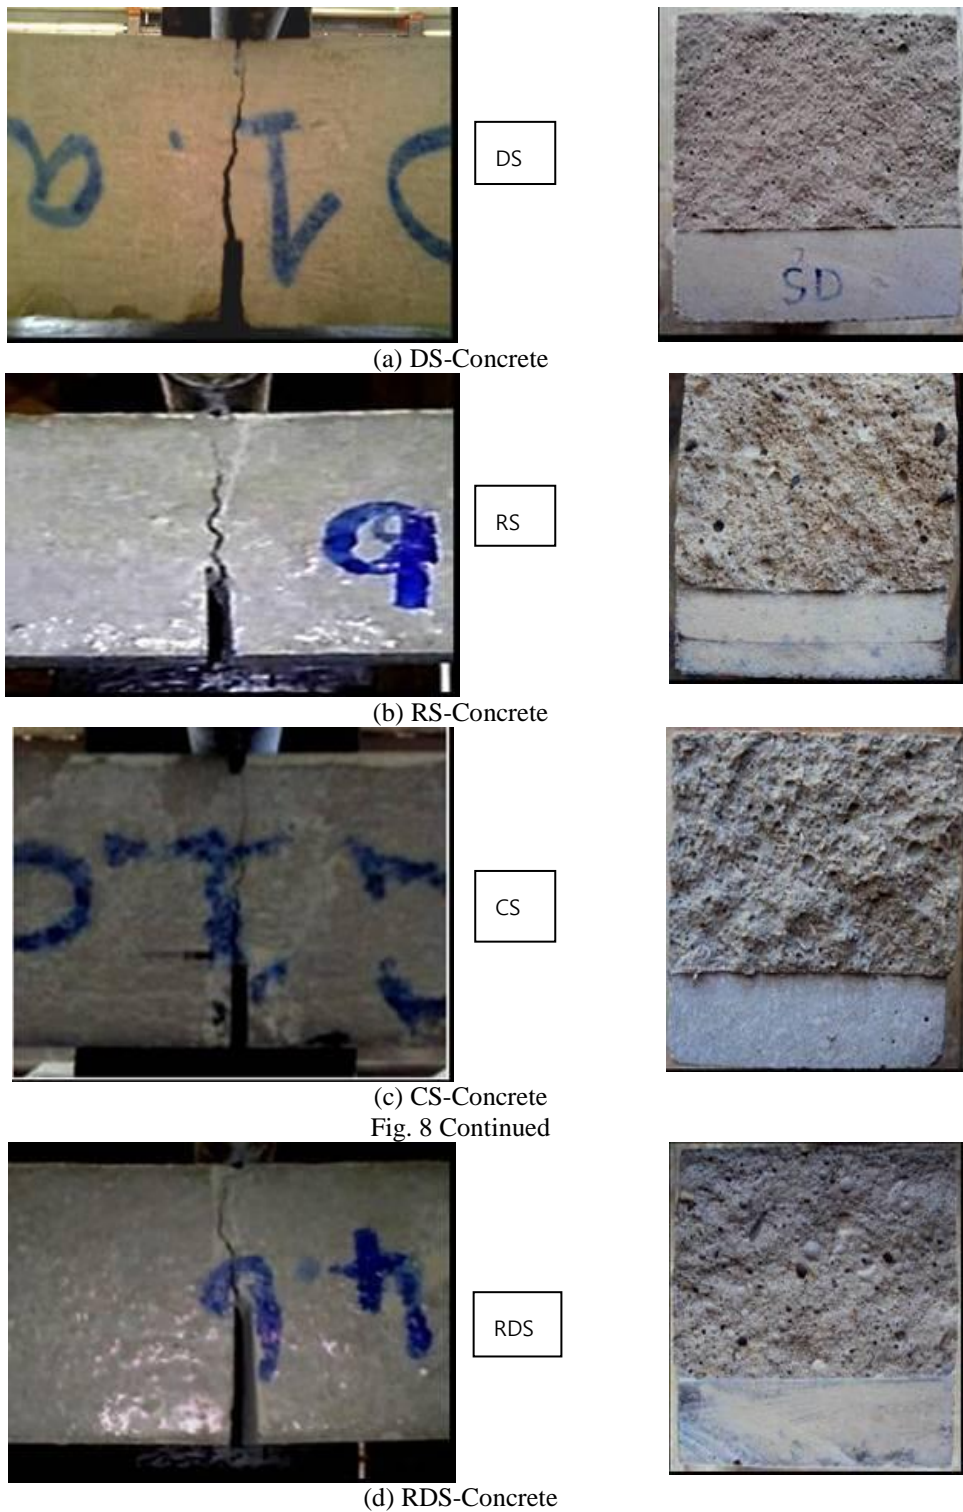 DS
SD
(a) DS-Concrete
RS
(b) RS-Concrete
CS
(c) CS-Concrete
Fig. 8 Continued
RDS
(d) RDS-Concrete